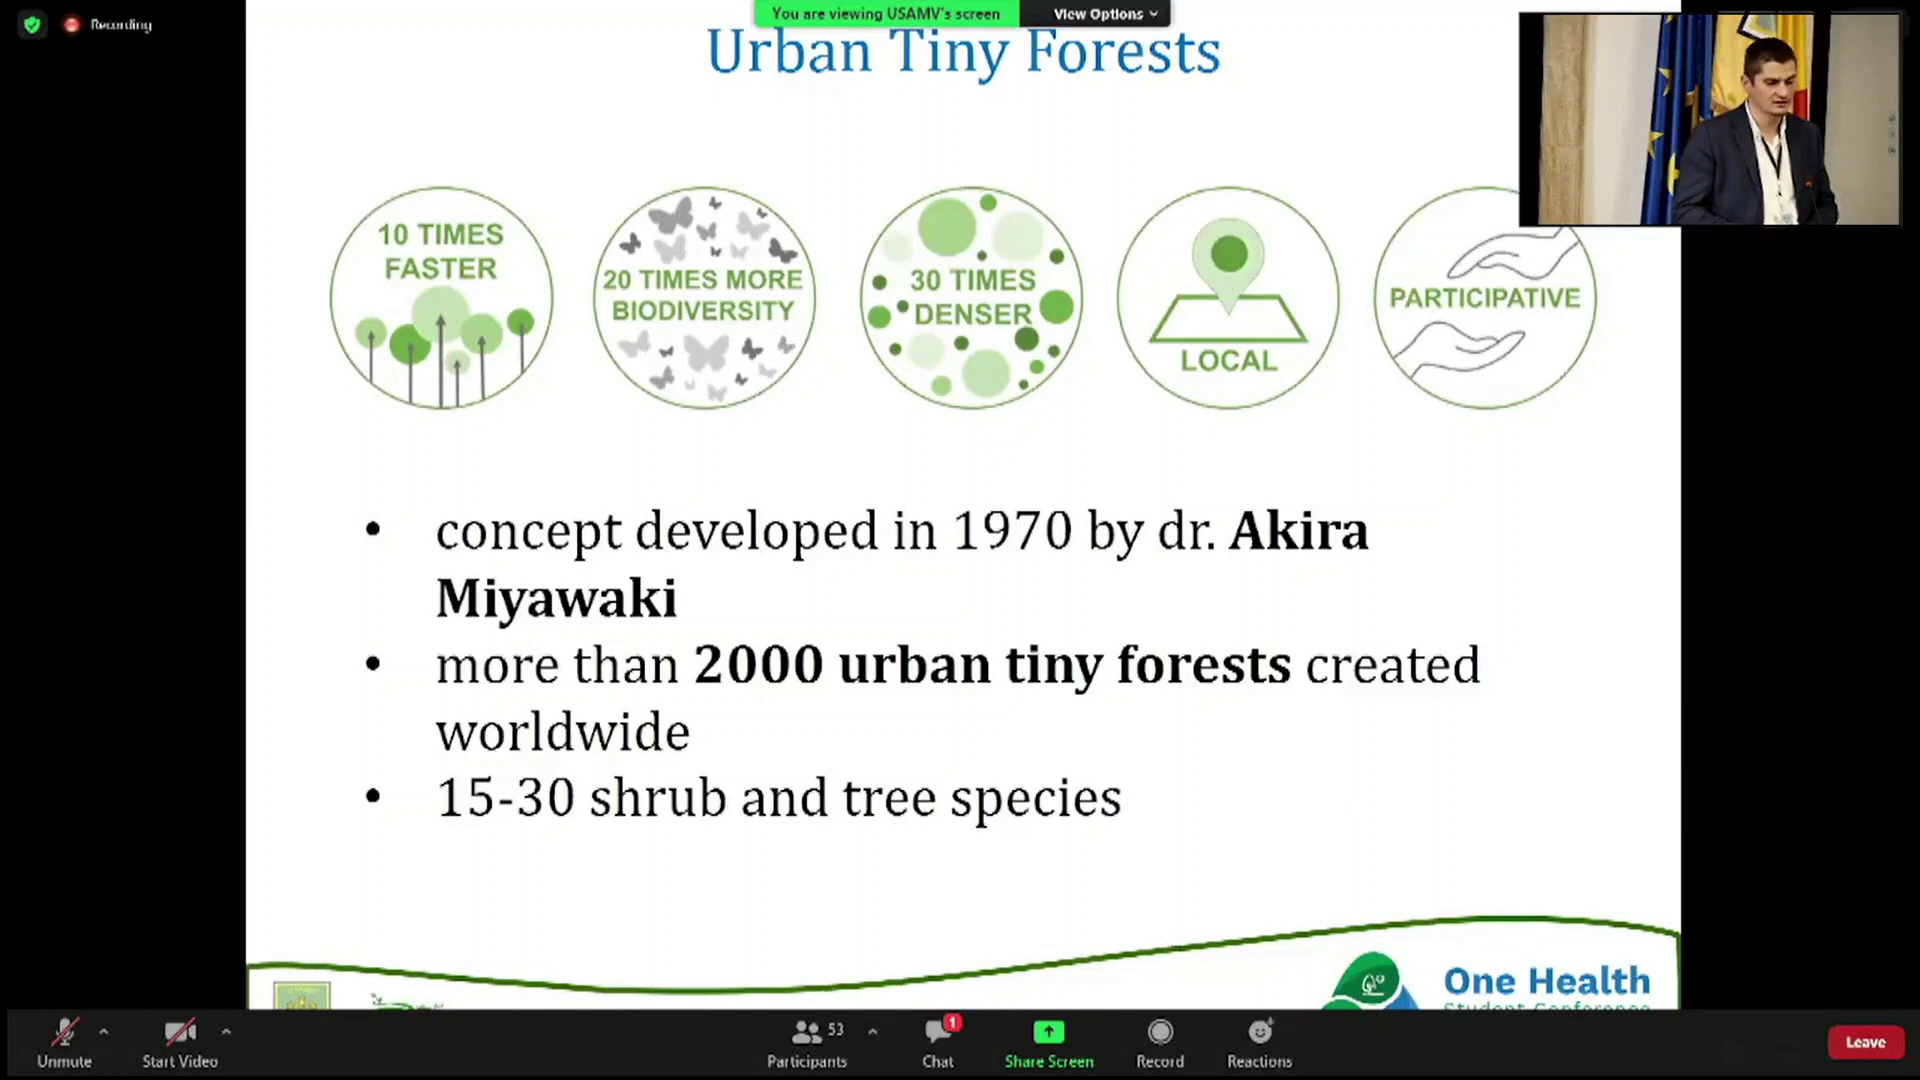 Recording
You are viewing USAMV's screen
View Options
Urban Tiny Forests
10 TIMES
FASTER
20 TIMES MORE
BIODIVERSITY
30 TIMES
DENSER
LOCAL
PARTICIPATIVE
• concept developed in 1970 by dr. Akira
Miyawaki
• more than 2000 urban tiny forests created
worldwide
• 15-30 shrub and tree species
One Health
Student Conference
Unmute
Start Video
53
Participants
1
Chat
Share Screen
Record
Reactions
Leave